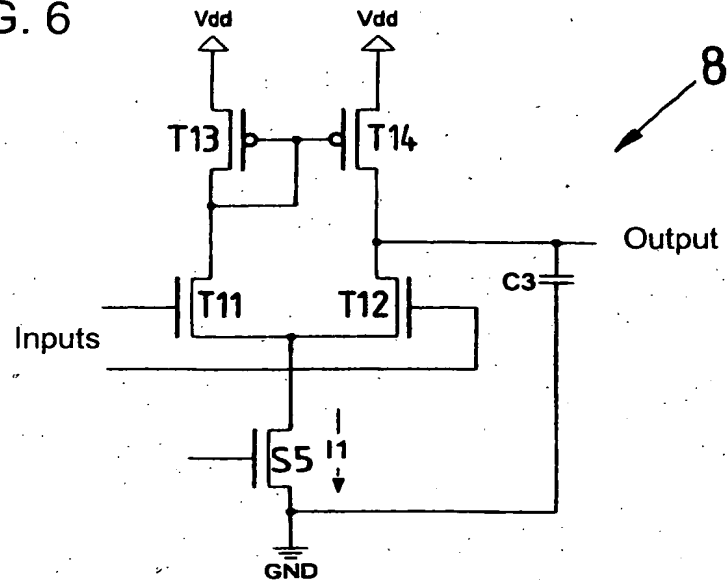 G. 6
Vdd Vdd
8
T13 T14
Output
C3
T11 T12
Inputs
S5 I1
GND